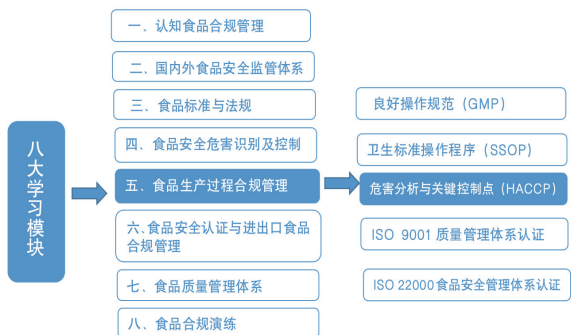 八大学习模块
一、认知食品合规管理
二、国内外食品安全监管体系
三、食品标准与法规
四、食品安全危害识别及控制
五、食品生产过程合规管理
六、食品安全认证与进出口食品
合规管理
七、食品质量管理体系
八、食品合规演练
良好操作规范（GMP）
卫生标准操作程序（SSOP）
危害分析与关键控制点（HACCP）
ISO 9001 质量管理体系认证
ISO 22000食品安全管理体系认证